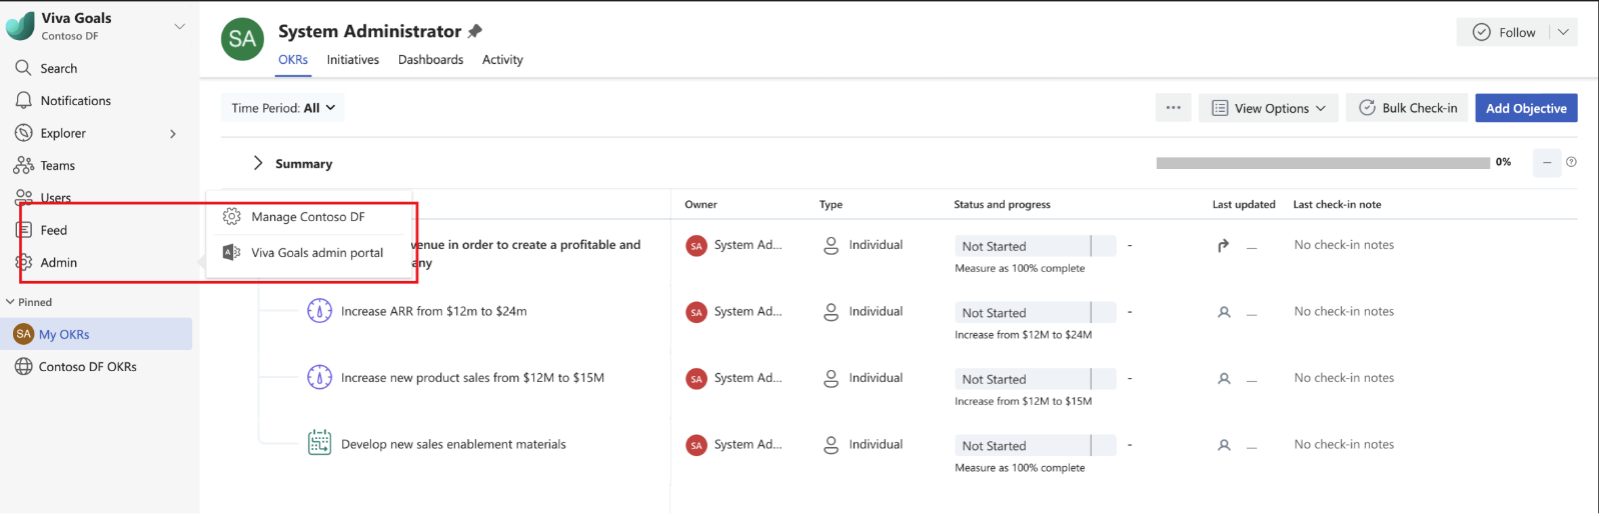 Viva Goals
Contoso DF
Search
Notifications
Explorer
Teams
Users
Feed
Admin
Pinned
SA My OKRs
Contoso DF OKRs
Manage Contoso DF
Viva Goals admin portal
SA
System Administrator
OKRs Initiatives Dashboards Activity
Follow
Time Period: All
··· View Options Bulk Check-in Add Objective
Summary 0% –
Owner Type Status and progress Last updated Last check-in note
venue in order to create a profitable and
any
SA System Ad... Individual Not Started - __ No check-in notes
Measure as 100% complete
Increase ARR from $12m to $24m SA System Ad... Individual Not Started - __ No check-in notes
Increase from $12M to $24M
Increase new product sales from $12M to $15M SA System Ad... Individual Not Started - __ No check-in notes
Increase from $12M to $15M
Develop new sales enablement materials SA System Ad... Individual Not Started - __ No check-in notes
Measure as 100% complete